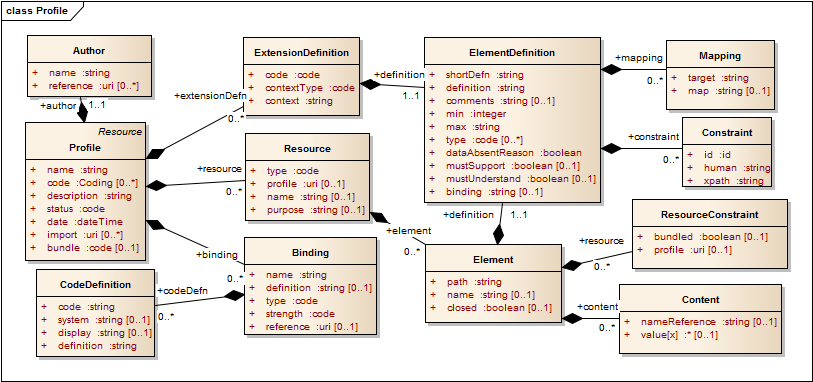 class Profile
Author
+ name :string
+ reference :uri [0..*]
+author
1..1
Resource
Profile
+ name :string
+ code :Coding [0..*]
+ description :string
+ status :code
+ date :dateTime
+ import :uri [0..*]
+ bundle :code [0..1]
+extensionDefn
0..*
ExtensionDefinition
+ code :code
+ contextType :code
+ context :string
+definition
1..1
ElementDefinition
+ shortDefn :string
+ definition :string
+ comments :string [0..1]
+ min :integer
+ max :string
+ type :code [0..*]
+ dataAbsentReason :boolean
+ mustSupport :boolean [0..1]
+ mustUnderstand :boolean [0..1]
+ binding :string [0..1]
+mapping
0..*
Mapping
+ target :string
+ map :string [0..1]
+constraint
0..*
Constraint
+ id :id
+ human :string
+ xpath :string
+resource
0..*
Resource
+ type :code
+ profile :uri [0..1]
+ name :string [0..1]
+ purpose :string [0..1]
+element
0..*
+definition
1..1
Element
+ path :string
+ name :string [0..1]
+ closed :boolean [0..1]
+resource
0..*
ResourceConstraint
+ bundled :boolean [0..1]
+ profile :uri [0..1]
+content
0..*
Content
+ nameReference :string [0..1]
+ value[x] :* [0..1]
+binding
0..*
Binding
+ name :string
+ definition :string [0..1]
+ type :code
+ strength :code
+ reference :uri [0..1]
+codeDefn
0..*
CodeDefinition
+ code :string
+ system :string [0..1]
+ display :string [0..1]
+ definition :string